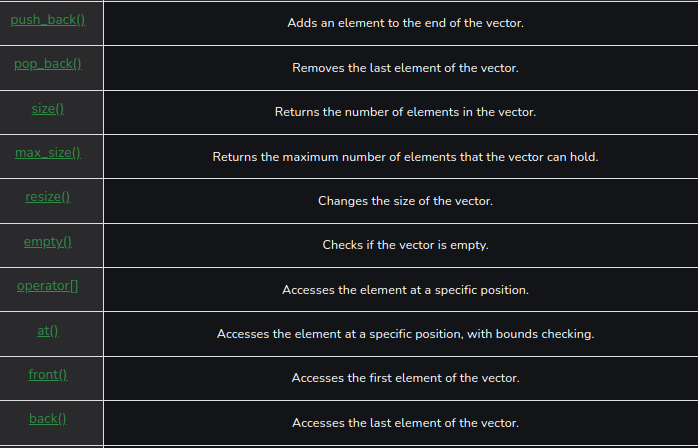 push_back()
Adds an element to the end of the vector.
pop_back()
Removes the last element of the vector.
size()
Returns the number of elements in the vector.
max_size()
Returns the maximum number of elements that the vector can hold.
resize()
Changes the size of the vector.
empty()
Checks if the vector is empty.
operator[]
Accesses the element at a specific position.
at()
Accesses the element at a specific position, with bounds checking.
front()
Accesses the first element of the vector.
back()
Accesses the last element of the vector.